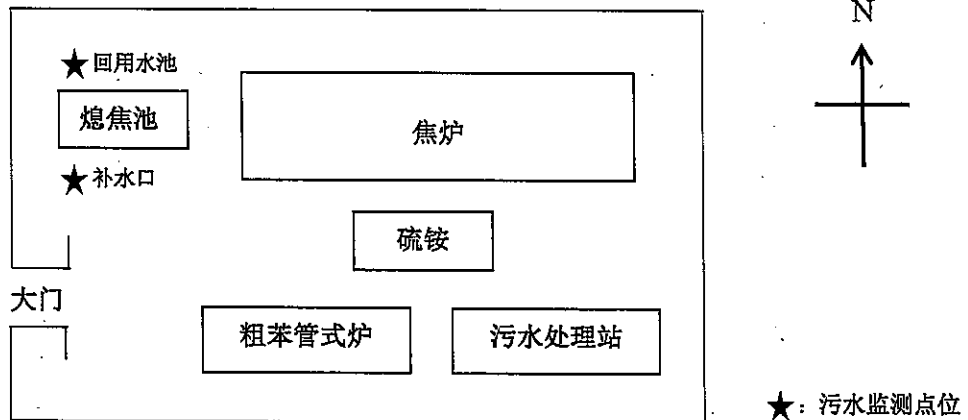 N
★回用水池
熄焦池
焦炉
★补水口
硫铵
大门
粗苯管式炉
污水处理站
★：污水监测点位